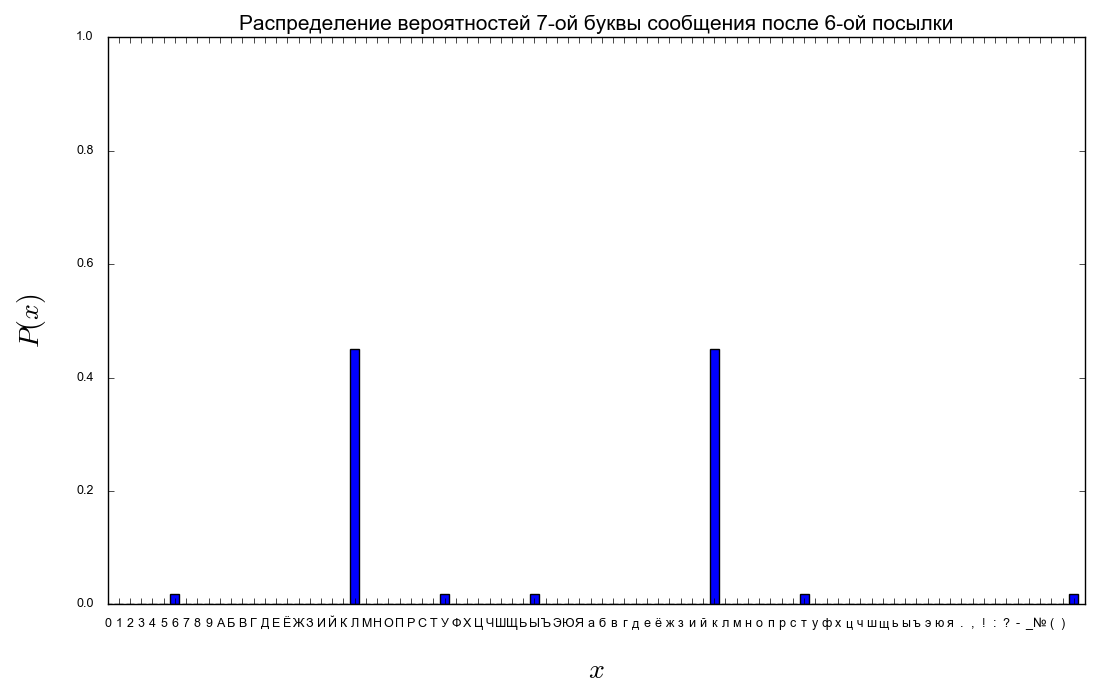 Распределение вероятностей 7-ой буквы сообщения после 6-ой посылки
1.0
0.8
0.6
0.4
0.2
0.0
P(x)
0 1 2 3 4 5 6 7 8 9 А Б В Г Д Е Ё Ж З И Й К Л М Н О П Р С Т У Ф Х Ц Ч Ш Щ Ь Ы Ъ Э Ю Я а б в г д е ё ж з и й к л м н о п р с т у ф х ц ч ш щ ь ы ъ э ю я . , ! : ? - _ № ( )
x